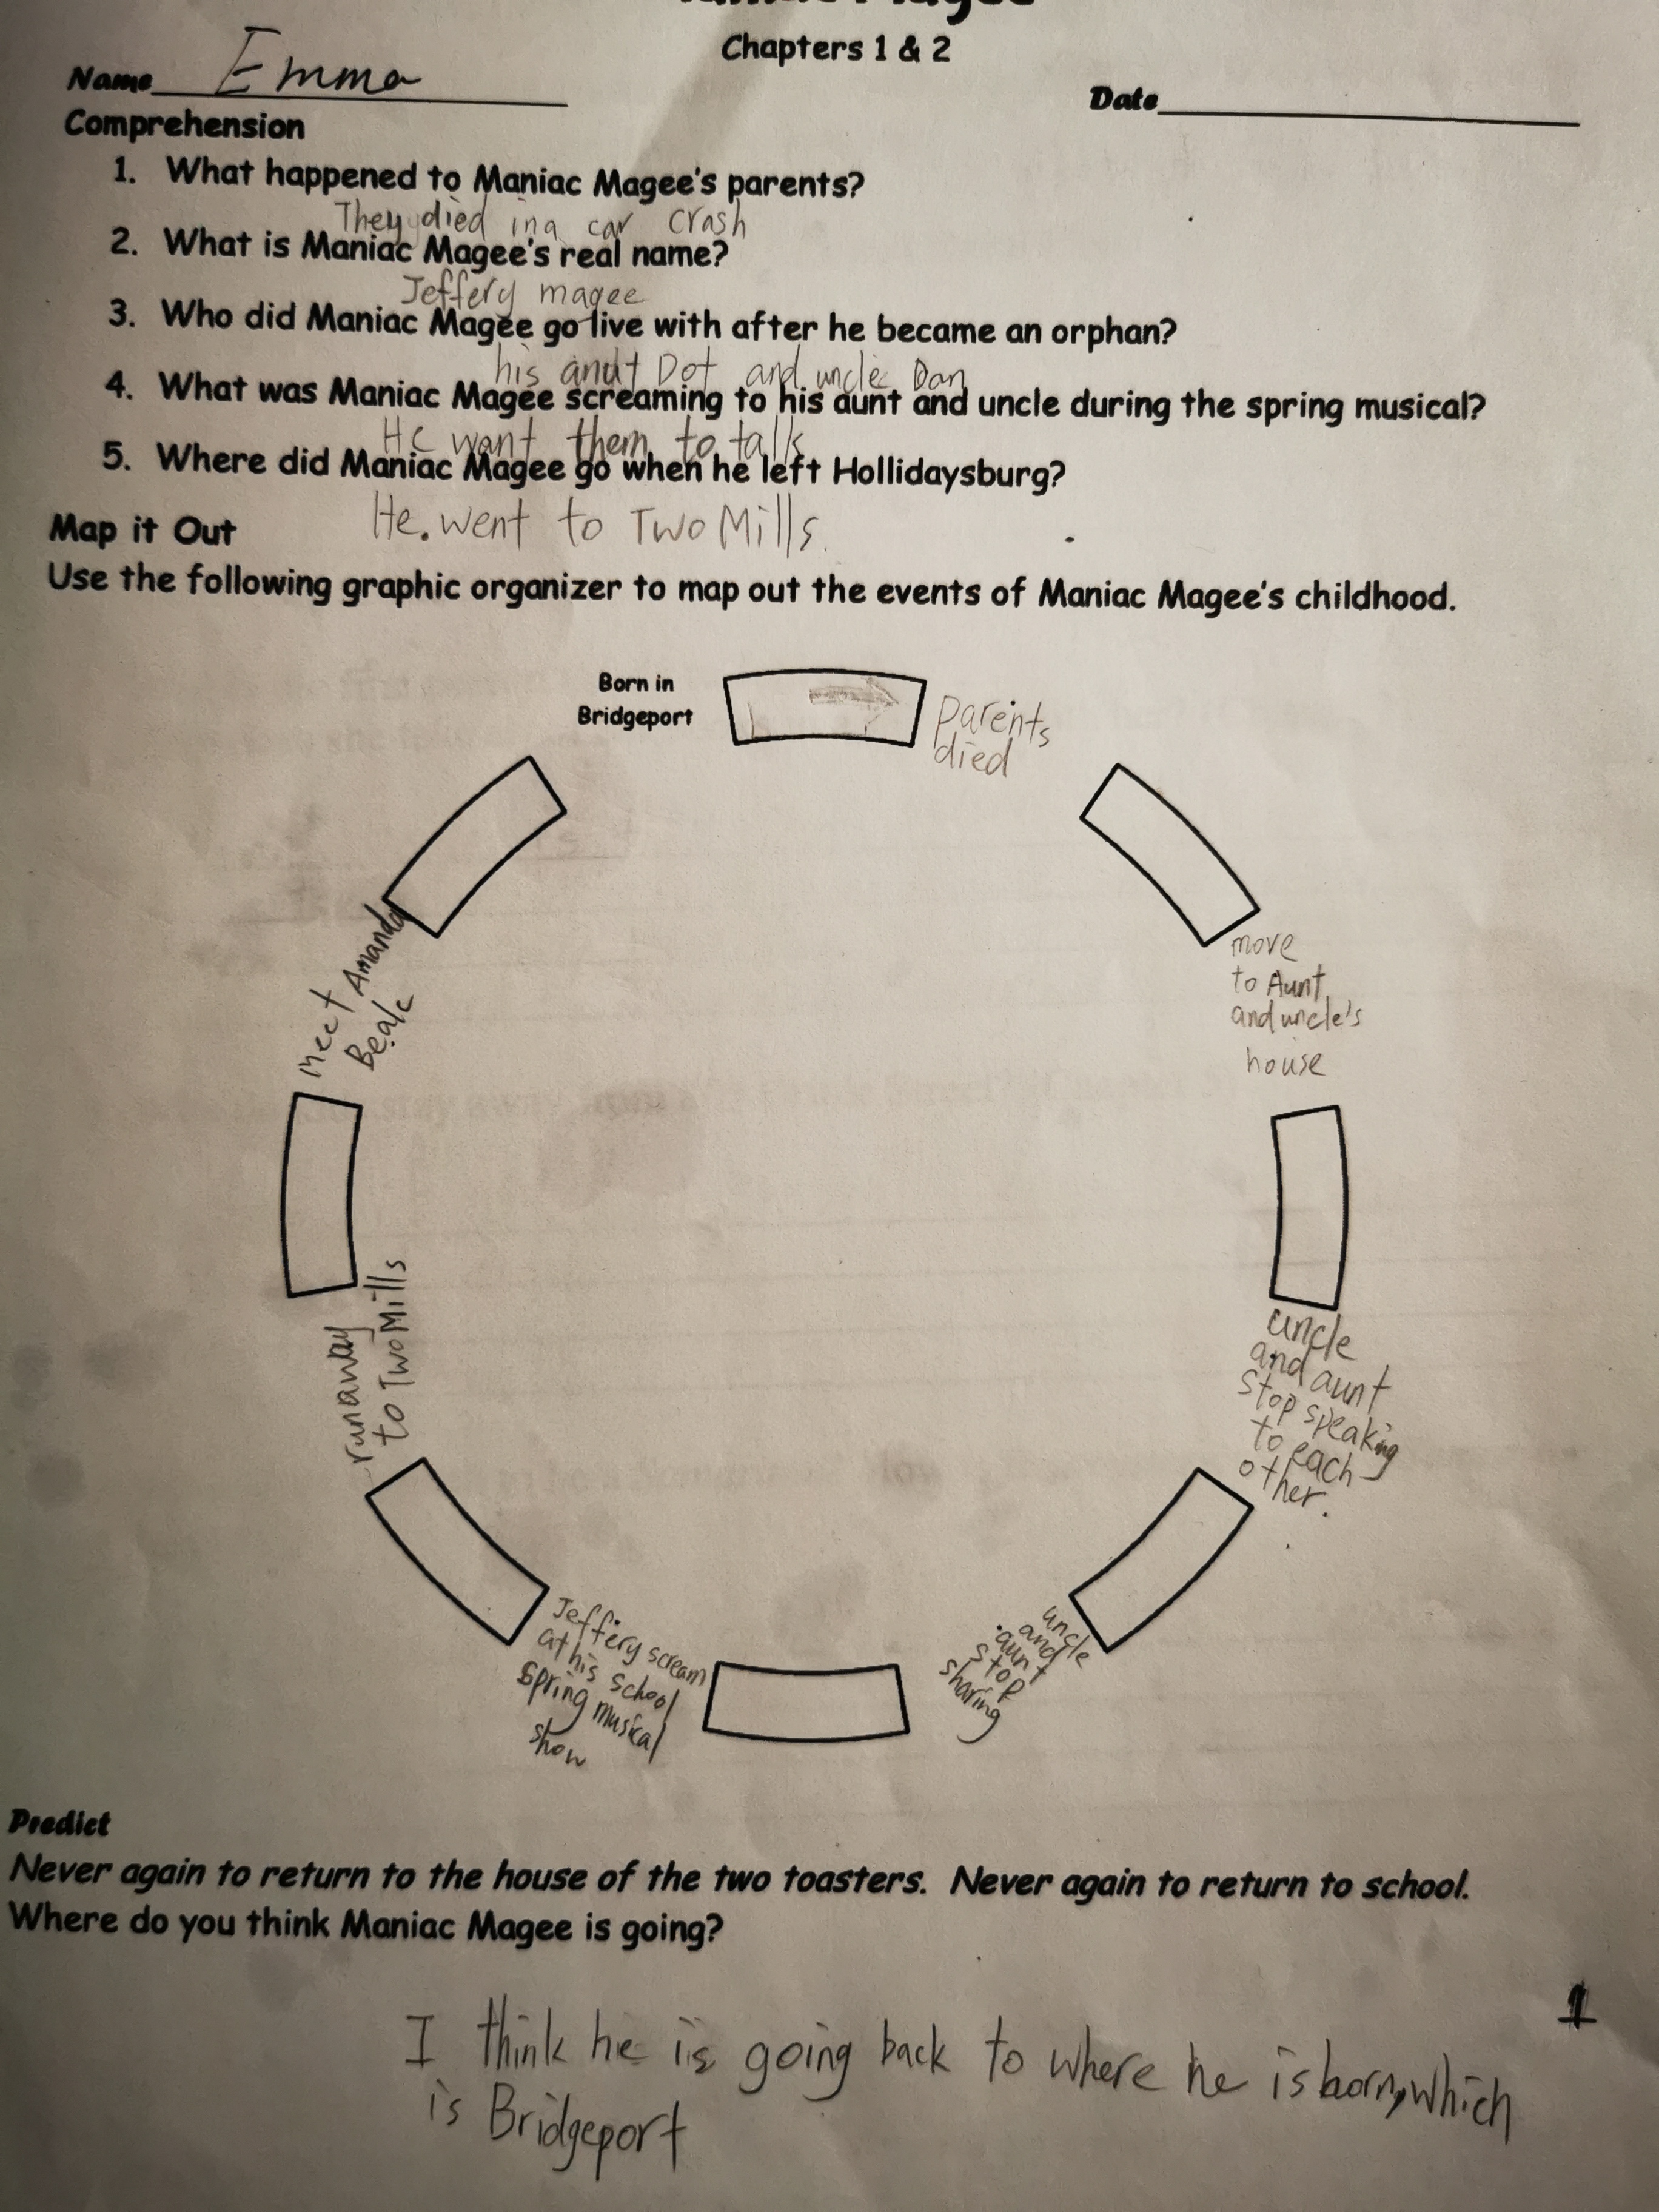 Chapters 1 & 2
Name Emma
Date
Comprehension
1. What happened to Maniac Magee's parents?
They died in a car crash
2. What is Maniac Magee's real name?
Jeffery magee
3. Who did Maniac Magee go live with after he became an orphan?
his anut Dot and uncle Dan
4. What was Maniac Magee screaming to his aunt and uncle during the spring musical?
He want them to talk
5. Where did Maniac Magee go when he left Hollidaysburg?
He went to Two Mills.
Map it Out
Use the following graphic organizer to map out the events of Maniac Magee's childhood.
Born in
Bridgeport
parents
died
move
to Aunt
and uncle's
house
uncle
and aunt
stop speaking
to each
other.
uncle
and
aunt
stop
sharing
Jeffery scream
at his school
spring musical
show
runaway
to Two Mills
meet Amanda
Beale
Predict
Never again to return to the house of the two toasters. Never again to return to school.
Where do you think Maniac Magee is going?
1
I think he is going back to where he is born, which
is Bridgeport